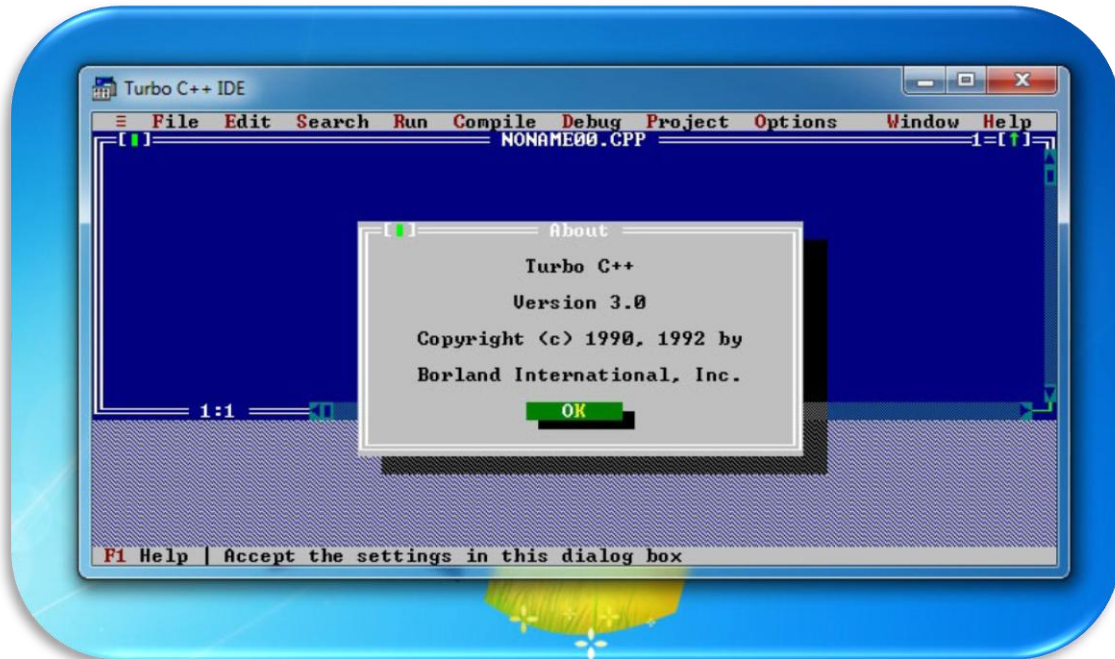 Turbo C++ IDE
≡ File Edit Search Run Compile Debug Project Options Window Help
[ ] NONAME00.CPP 1=[↑]
[ ] About
Turbo C++
Version 3.0
Copyright (c) 1990, 1992 by
Borland International, Inc.
OK
1:1
F1 Help | Accept the settings in this dialog box